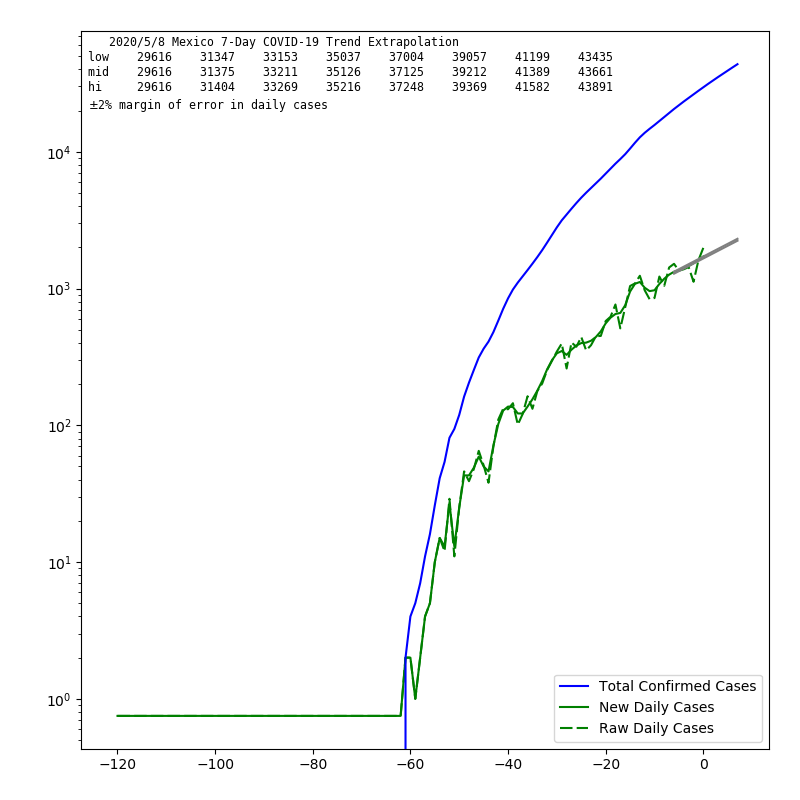 2020/5/8 Mexico 7-Day COVID-19 Trend Extrapolation
low 29616 31347 33153 35037 37004 39057 41199 43435
mid 29616 31375 33211 35126 37125 39212 41389 43661
hi 29616 31404 33269 35216 37248 39369 41582 43891
±2% margin of error in daily cases
10⁴
10³
10²
10¹
10⁰
Total Confirmed Cases
New Daily Cases
Raw Daily Cases
−120 −100 −80 −60 −40 −20 0